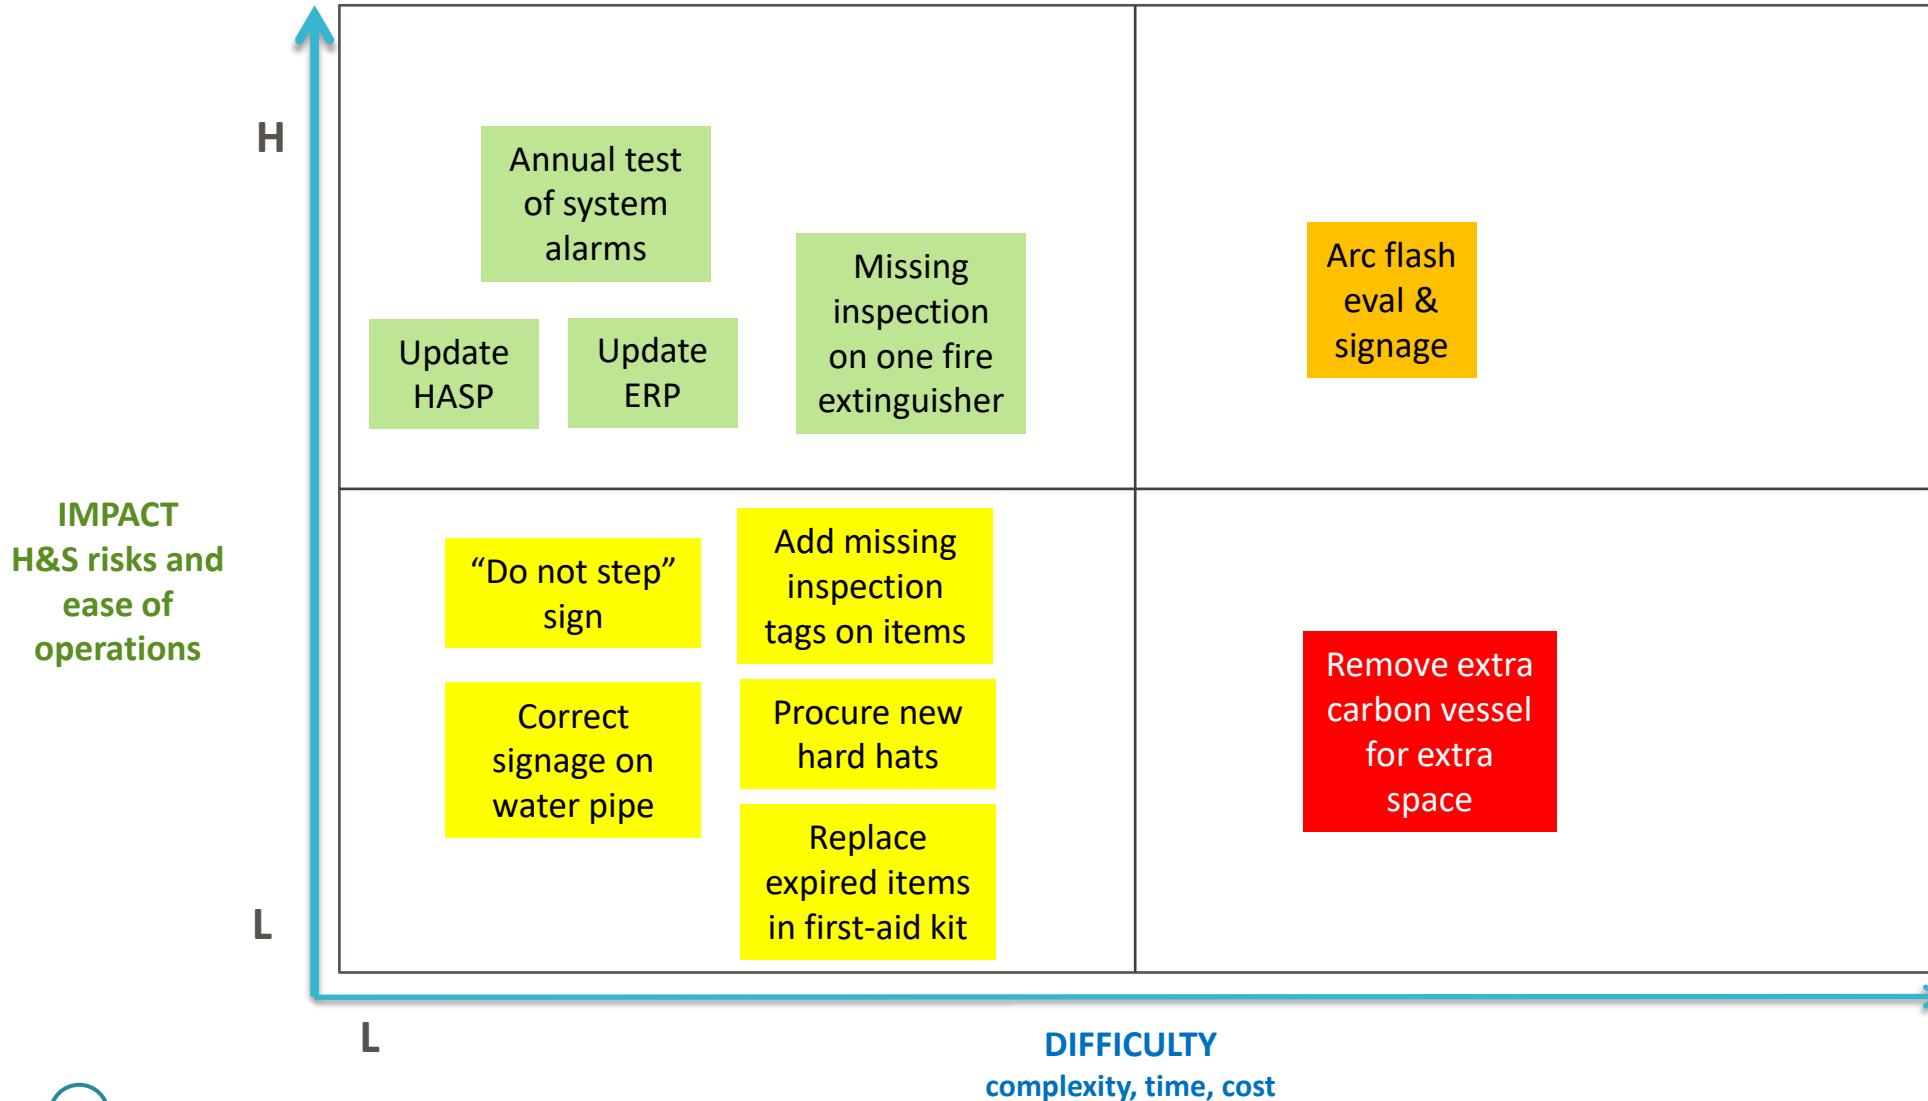 H
Annual test
of system
alarms
Missing
inspection
on one fire
extinguisher
Update
HASP
Update
ERP
Arc flash
eval &
signage
IMPACT
H&S risks and
ease of
operations
“Do not step”
sign
Add missing
inspection
tags on items
Correct
signage on
water pipe
Procure new
hard hats
Replace
expired items
in first-aid kit
Remove extra
carbon vessel
for extra
space
L
L
DIFFICULTY
complexity, time, cost